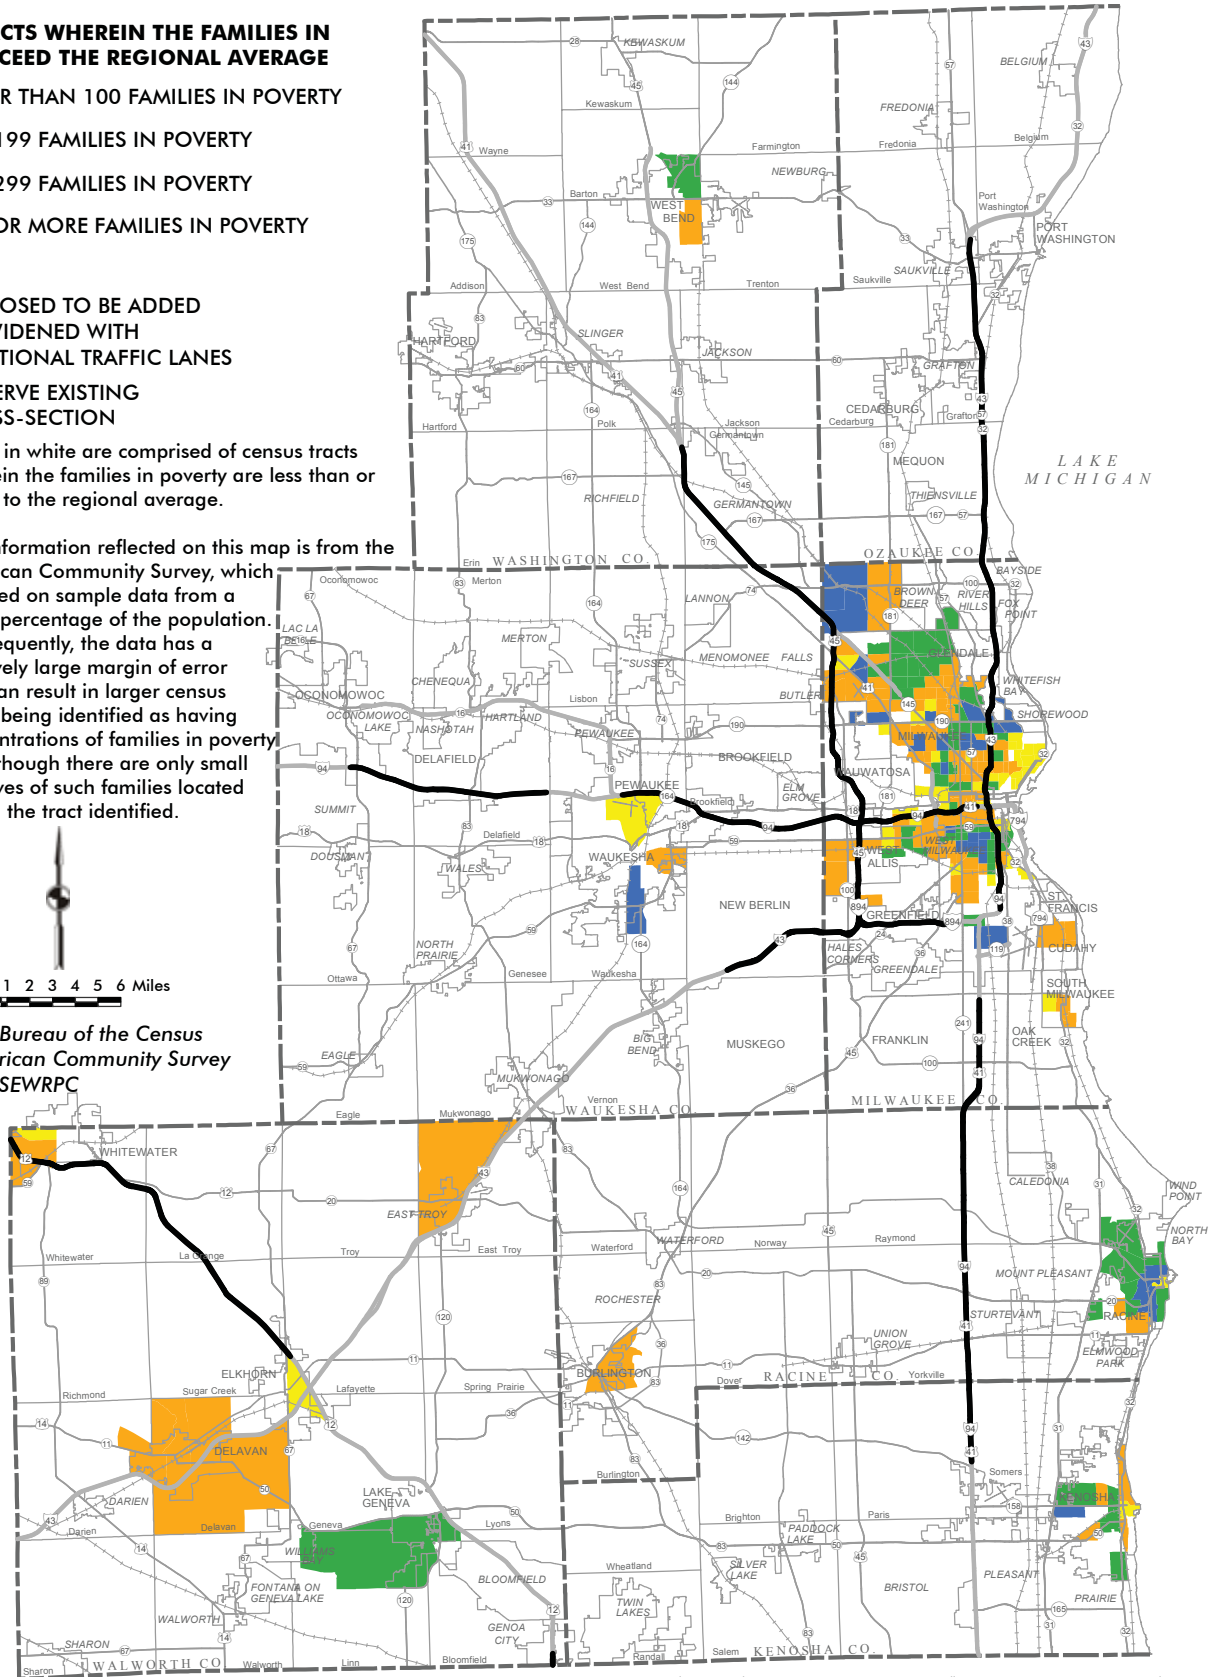 CTS WHEREIN THE FAMILIES IN
CEED THE REGIONAL AVERAGE
R THAN 100 FAMILIES IN POVERTY
199 FAMILIES IN POVERTY
299 FAMILIES IN POVERTY
OR MORE FAMILIES IN POVERTY
OSED TO BE ADDED
VIDENED WITH
TIONAL TRAFFIC LANES
ERVE EXISTING
SS-SECTION
in white are comprised of census tracts
ein the families in poverty are less than or
to the regional average.
nformation reflected on this map is from the
ican Community Survey, which
ed on sample data from a
percentage of the population.
equently, the data has a
vely large margin of error
an result in larger census
being identified as having
ntrations of families in poverty
though there are only small
ves of such families located
the tract identified.
1 2 3 4 5 6 Miles
Bureau of the Census
rican Community Survey
SEWRPC
KEWASKUM
Kewaskum
BELGIUM
FREDONIA
Belgium
Wayne
Farmington
Fredonia
NEWBURG
Barton
WEST
BEND
Port
Washington
PORT
WASHINGTON
SAUKVILLE
Addison
West Bend
Trenton
Saukville
HARTFORD
SLINGER
JACKSON
GRAFTON
CEDARBURG
Cedarburg
Grafton
Hartford
Polk
Jackson
Germantown
MEQUON
LAKE
MICHIGAN
RICHFIELD
GERMANTOWN
THIENSVILLE
Erin
WASHINGTON CO.
OZAUKEE CO.
Oconomowoc
Merton
BAYSIDE
LANNON
BROWN
DEER
RIVER
HILLS
FOX
POINT
LAC LA
BELLE
MERTON
SUSSEX
MENOMONEE FALLS
GLENDALE
CHENEQUA
WHITEFISH
BAY
OCONOMOWOC
BUTLER
Lisbon
OCONOMOWOC
LAKE
NASHOTAH
HARTLAND
SHOREWOOD
PEWAUKEE
MILWAUKEE
DELAFIELD
BROOKFIELD
WAUWATOSA
PEWAUKEE
ELM
GROVE
SUMMIT
Brookfield
Delafield
DOUSMAN
WALES
WAUKESHA
WEST
ALLIS
WEST
MILWAUKEE
NEW BERLIN
GREENFIELD
ST.
FRANCIS
NORTH
PRAIRIE
HALES
CORNERS
GREENDALE
CUDAHY
Ottawa
Genesee
Waukesha
SOUTH
MILWAUKEE
BIG
BEND
MUSKEGO
FRANKLIN
OAK
CREEK
EAGLE
MUKWONAGO
Eagle
Mukwonago
Vernon
WAUKESHA CO.
MILWAUKEE CO.
WHITEWATER
CALEDONIA
WIND
POINT
EAST TROY
NORTH
BAY
Whitewater
La Grange
Troy
East Troy
Waterford
WATERFORD
Norway
Raymond
MOUNT PLEASANT
ROCHESTER
STURTEVANT
RACINE
UNION
GROVE
ELMWOOD
PARK
ELKHORN
BURLINGTON
Dover
RACINE CO.
Yorkville
Richmond
Sugar Creek
Lafayette
Spring Prairie
DELAVAN
Burlington
Somers
LAKE
GENEVA
DARIEN
KENOSHA
Darien
Delavan
Geneva
Lyons
Brighton
Paris
PADDOCK
LAKE
WILLIAMS
BAY
Wheatland
SILVER
LAKE
PLEASANT
PRAIRIE
FONTANA ON
GENEVA LAKE
BLOOMFIELD
BRISTOL
WALWORTH
TWIN
LAKES
GENOA
CITY
SHARON
Sharon
WALWORTH CO.
Walworth
Linn
Bloomfield
Randall
Salem
KENOSHA CO.